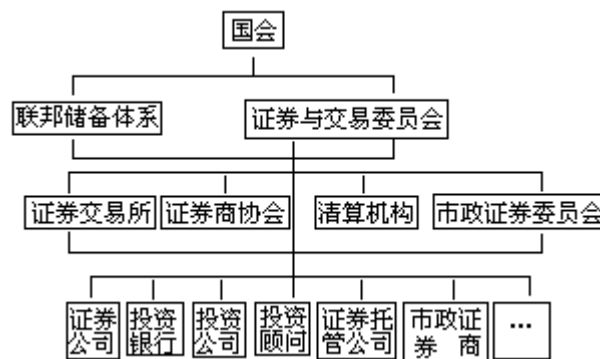 国会
联邦储备体系
证券与交易委员会
证券交易所
证券商协会
清算机构
市政证券委员会
证券
公司
投资
银行
投资
公司
投资
顾问
证券托
管公司
市政证
券 商
...